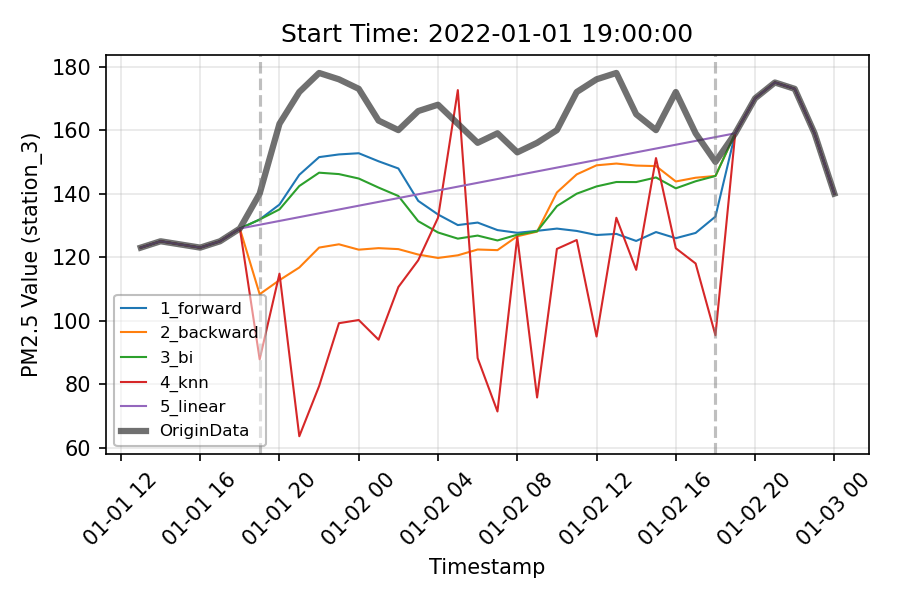 Start Time: 2022-01-01 19:00:00
PM2.5 Value (station_3)
180
160
140
120
100
80
60
1_forward
2_backward
3_bi
4_knn
5_linear
OriginData
01-01 12
01-01 16
01-01 20
01-02 00
01-02 04
01-02 08
01-02 12
01-02 16
01-02 20
01-03 00
Timestamp